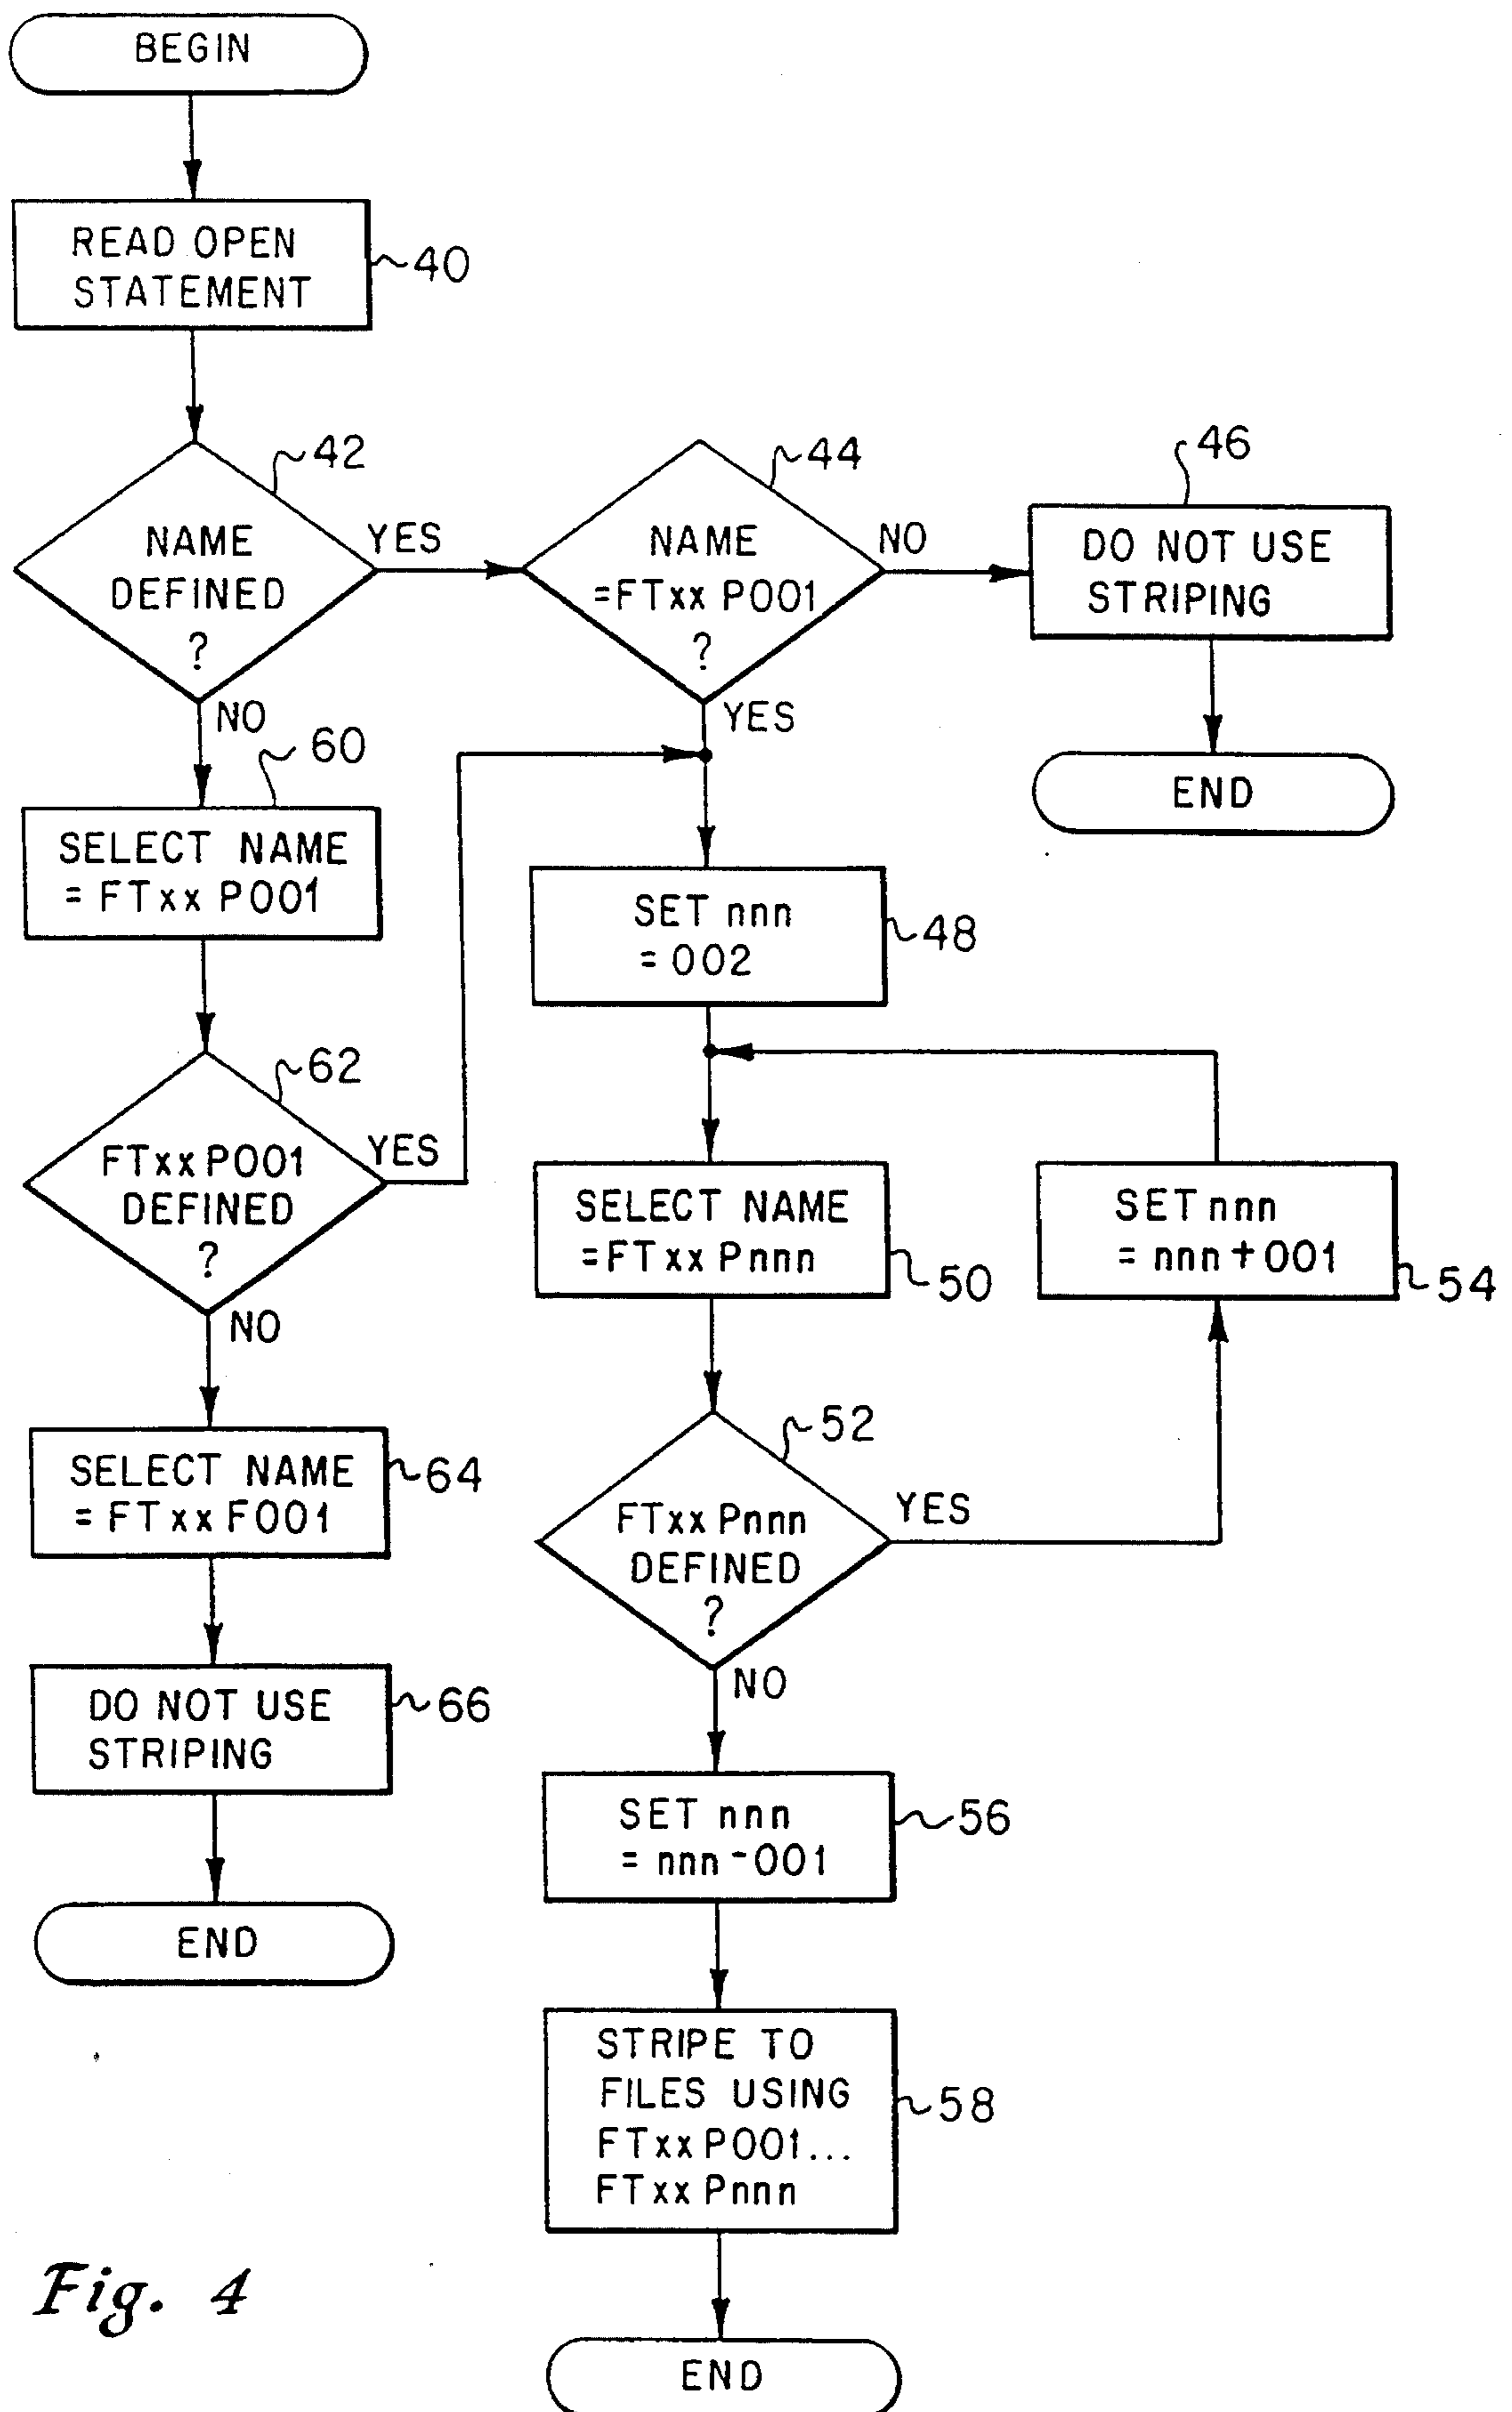 BEGIN
READ OPEN
STATEMENT
40
42
NAME
DEFINED
?
YES
NO
44
NAME
=FTxx P001
?
NO
YES
46
DO NOT USE
STRIPING
END
60
SELECT NAME
= FTxx P001
62
FTxx P001
DEFINED
?
YES
NO
64
SELECT NAME
= FTxx F001
66
DO NOT USE
STRIPING
END
SET nnn
= 002
48
SELECT NAME
=FTxx Pnnn
50
SET nnn
= nnn + 001
54
52
FTxx Pnnn
DEFINED
?
YES
NO
SET nnn
= nnn - 001
56
STRIPE TO
FILES USING
FTxx P001...
FTxx Pnnn
58
END
Fig. 4